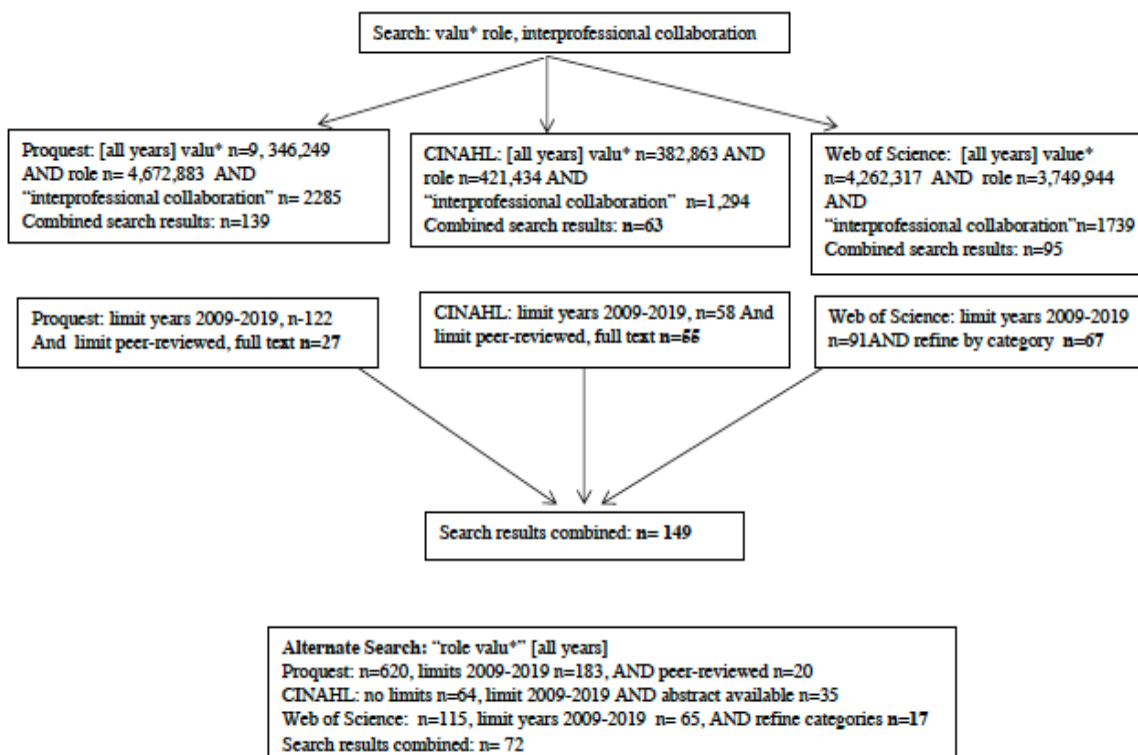 Search: valu* role, interprofessional collaboration
Proquest: [all years] valu* n=9, 346,249
AND role n= 4,672,883 AND
“interprofessional collaboration” n= 2285
Combined search results: n=139
CINAHL: [all years] valu* n=382,863 AND
role n=421,434 AND
“interprofessional collaboration” n=1,294
Combined search results: n=63
Web of Science: [all years] value*
n=4,262,317 AND role n=3,749,944
AND
“interprofessional collaboration”n=1739
Combined search results: n=95
Proquest: limit years 2009-2019, n-122
And limit peer-reviewed, full text n=27
CINAHL: limit years 2009-2019, n=58 And
limit peer-reviewed, full text n=55
Web of Science: limit years 2009-2019
n=91AND refine by category n=67
Search results combined: n= 149
Alternate Search: “role valu*” [all years]
Proquest: n=620, limits 2009-2019 n=183, AND peer-reviewed n=20
CINAHL: no limits n=64, limit 2009-2019 AND abstract available n=35
Web of Science: n=115, limit years 2009-2019 n= 65, AND refine categories n=17
Search results combined: n= 72